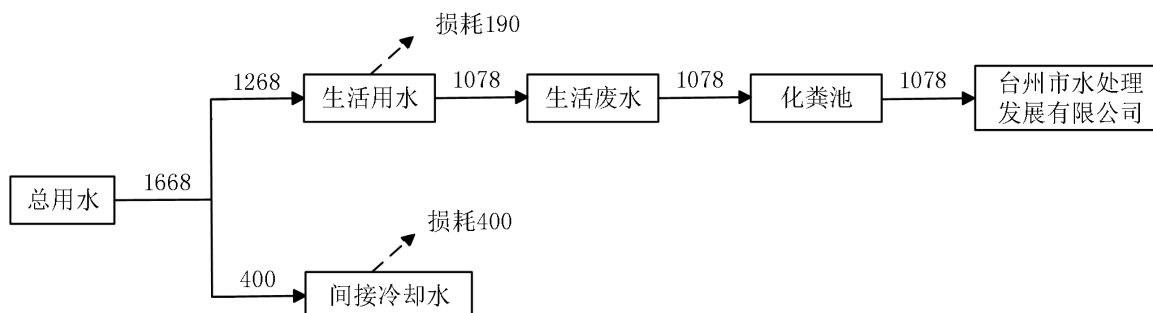 损耗190
1268
生活用水
1078
生活废水
1078
化粪池
1078
台州市水处理
发展有限公司
总用水
1668
损耗400
400
间接冷却水